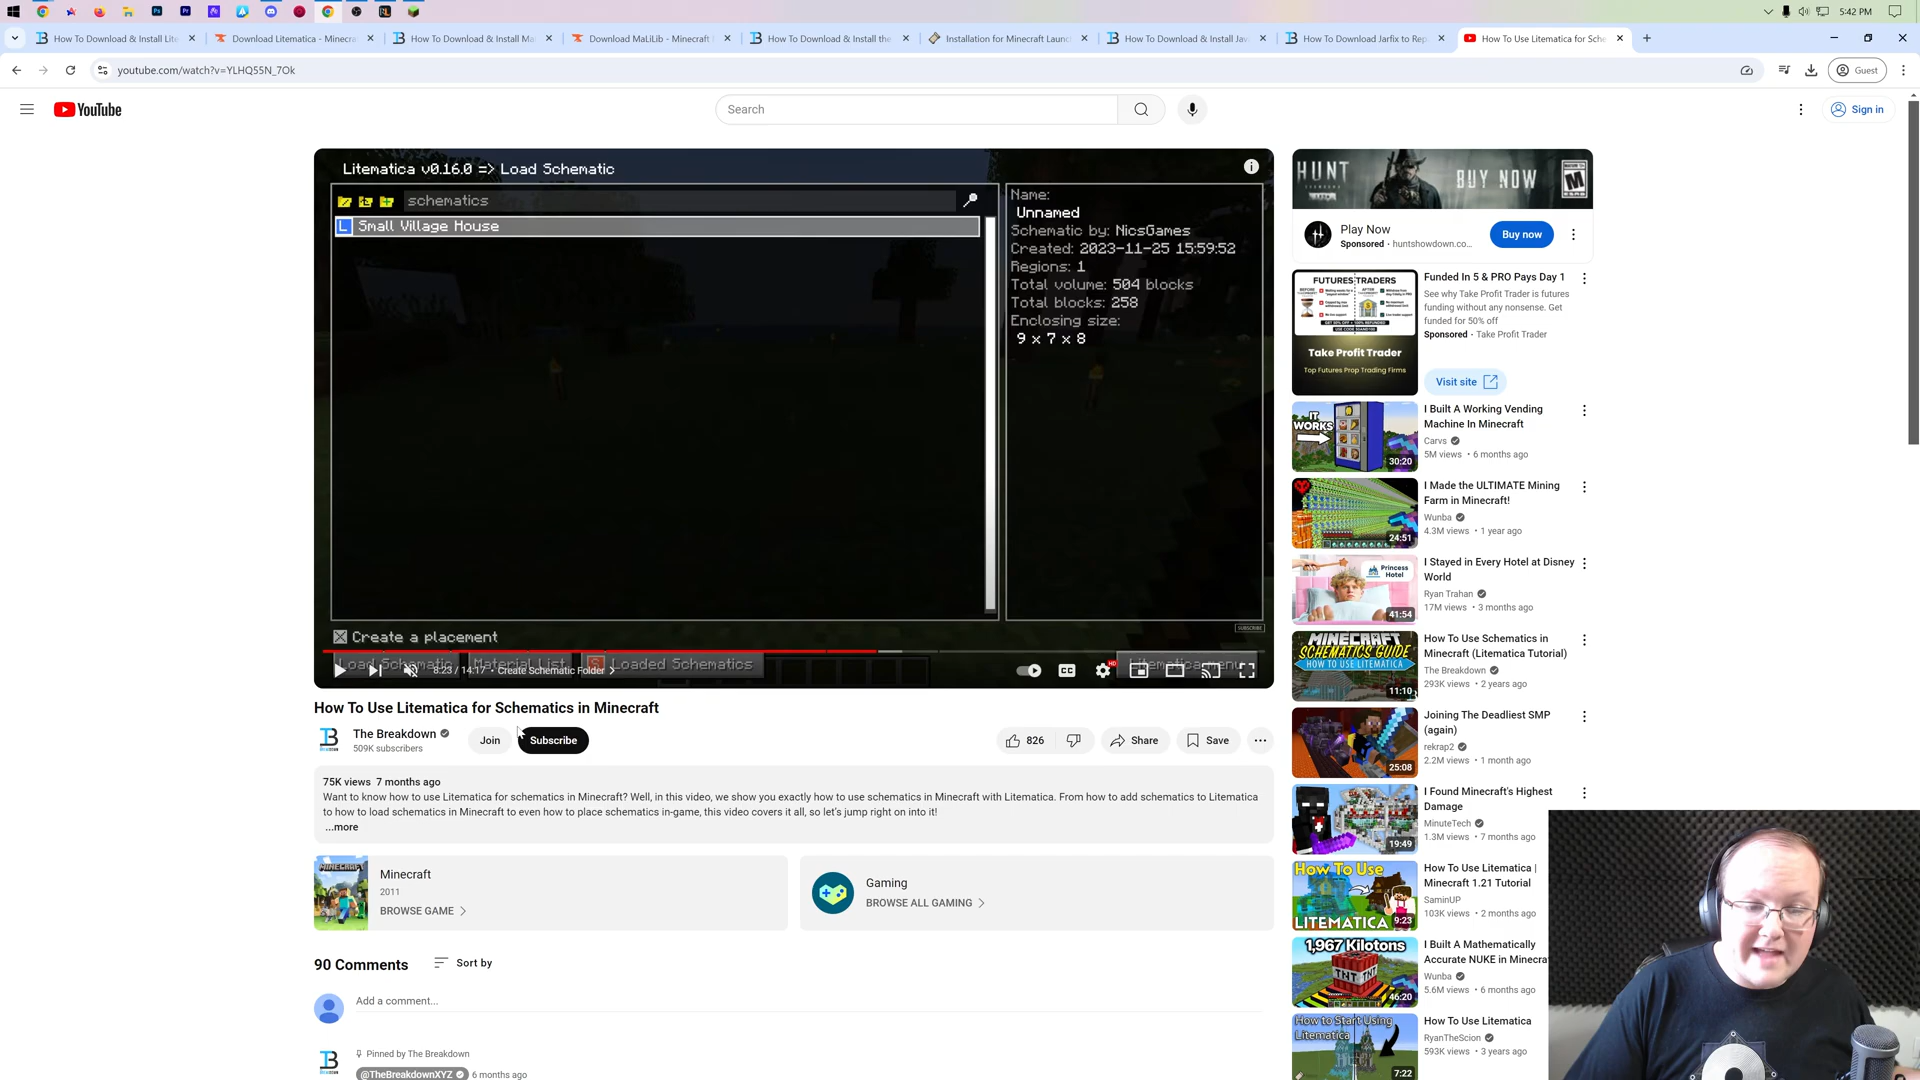 5:42 PM
How To Download & Install Lite
Download Litematica - Minecra
How To Download & Install Ma
Download MaLiLib - Minecraft
How To Download & Install the
Installation for Minecraft Launc
How To Download & Install Jav
How To Download Jarfix to Rep
How To Use Litematica for Sche
youtube.com/watch?v=YLHQ55N_7Ok
Guest
YouTube
Search
Sign in
Litematica v0.16.0 => Load Schematic
schematics
Small Village House
Name:
Unnamed
Schematic by: NicsGames
Created: 2023-11-25 15:59:52
Regions: 1
Total volume: 504 blocks
Total blocks: 258
Enclosing size:
9 x 7 x 8
SUBSCRIBE
Create a placement
Load Schematic
Material List
Loaded Schematics
Litematica menu
8:23 / 14:17 • Create Schematic Folder
CC
HD
How To Use Litematica for Schematics in Minecraft
The Breakdown
509K subscribers
Join
Subscribe
826
Share
Save
75K views 7 months ago
Want to know how to use Litematica for schematics in Minecraft? Well, in this video, we show you exactly how to use schematics in Minecraft with Litematica. From how to add schematics to Litematica
to how to load schematics in Minecraft to even how to place schematics in-game, this video covers it all, so let's jump right on into it!
...more
MINECRAFT
Minecraft
2011
BROWSE GAME
Gaming
BROWSE ALL GAMING
90 Comments
Sort by
Add a comment...
Pinned by The Breakdown
@TheBreakdownXYZ 6 months ago
HUNT
BUY NOW
M
Play Now
Sponsored • huntshowdown.co...
Buy now
FUTURES TRADERS
Take Profit Trader
Top Futures Prop Trading Firms
Funded In 5 & PRO Pays Day 1
See why Take Profit Trader is futures
funding without any nonsense. Get
funded for 50% off
Sponsored • Take Profit Trader
Visit site
IT
WORKS
30:20
I Built A Working Vending
Machine In Minecraft
Carvs
5M views • 6 months ago
24:51
I Made the ULTIMATE Mining
Farm in Minecraft!
Wunba
4.3M views • 1 year ago
Princess
Hotel
41:54
I Stayed in Every Hotel at Disney
World
Ryan Trahan
17M views • 3 months ago
MINECRAFT
SCHEMATICS GUIDE
HOW TO USE LITEMATICA
11:10
How To Use Schematics in
Minecraft (Litematica Tutorial)
The Breakdown
293K views • 2 years ago
25:08
Joining The Deadliest SMP
(again)
rekrap2
2.2M views • 1 month ago
19:49
I Found Minecraft's Highest
Damage
MinuteTech
1.3M views • 7 months ago
How To Use
LITEMATICA
9:23
How To Use Litematica |
Minecraft 1.21 Tutorial
SaminUP
103K views • 2 months ago
1,967 Kilotons
TNT
46:20
I Built A Mathematically
Accurate NUKE in Minecra
Wunba
5.6M views • 6 months ago
How to Start Using
Litematica
7:22
How To Use Litematica
RyanTheScion
593K views • 3 years ago